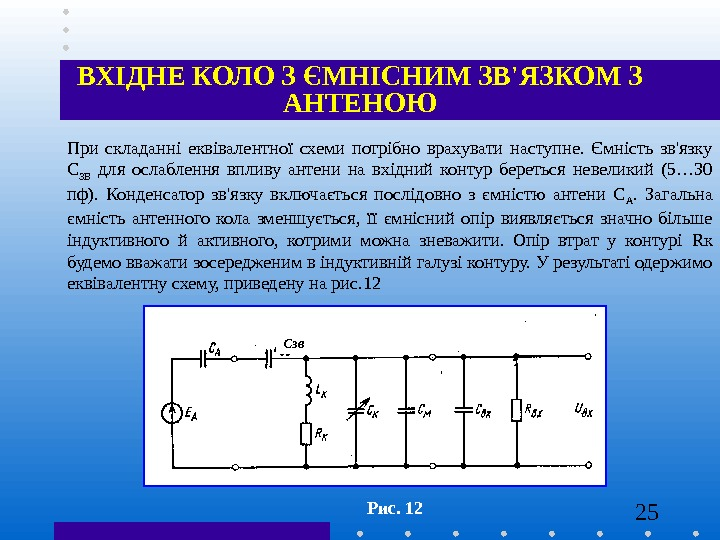 ВХІДНЕ КОЛО З ЄМНІСНИМ ЗВ'ЯЗКОМ З
АНТЕНОЮ
При складанні еквівалентної схеми потрібно врахувати наступне. Ємність зв'язку
СЗВ для ослаблення впливу антени на вхідний контур береться невеликий (5…30
пф). Конденсатор зв'язку включається послідовно з ємністю антени СА. Загальна
ємність антенного кола зменшується, її ємнісний опір виявляється значно більше
індуктивного й активного, котрими можна зневажити. Опір втрат у контурі Rк
будемо вважати зосередженим в індуктивній галузі контуру. У результаті одержимо
еквівалентну схему, приведену на рис.12
CA
Сзв
LK
EA
CK
CM
Cвх
Rвх
Uвх
RK
Рис. 12
25